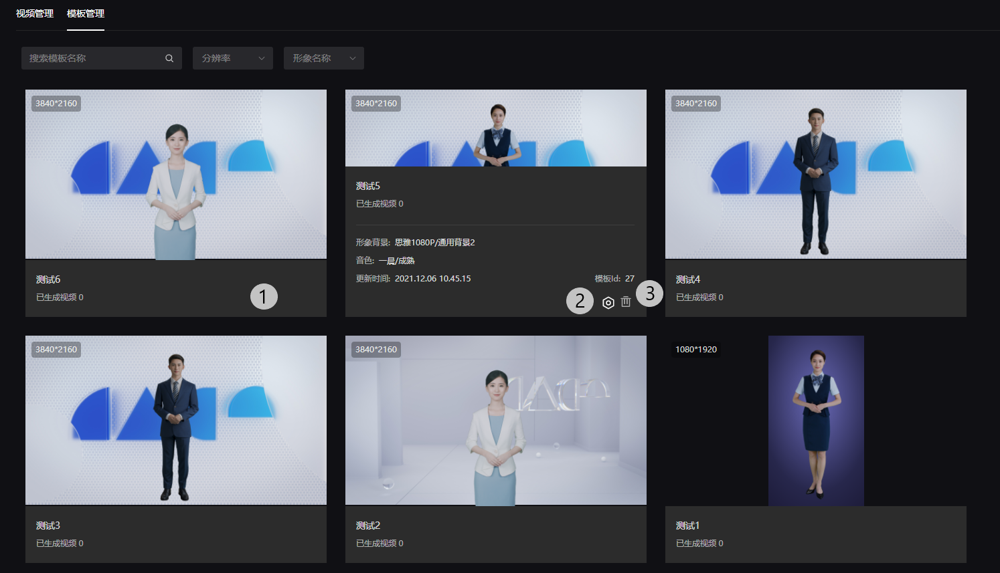 视频管理 模板管理
搜索模板名称 分辨率 形象名称
3840*2160
测试6
已生成视频 0
1
3840*2160
测试5
已生成视频 0
形象背景: 思雅1080P/通用背景2
音色: 一晨/成熟
更新时间: 2021.12.06 10.45.15 模板Id: 27
2
3
3840*2160
测试4
已生成视频 0
3840*2160
测试3
已生成视频 0
3840*2160
测试2
已生成视频 0
1080*1920
测试1
已生成视频 0